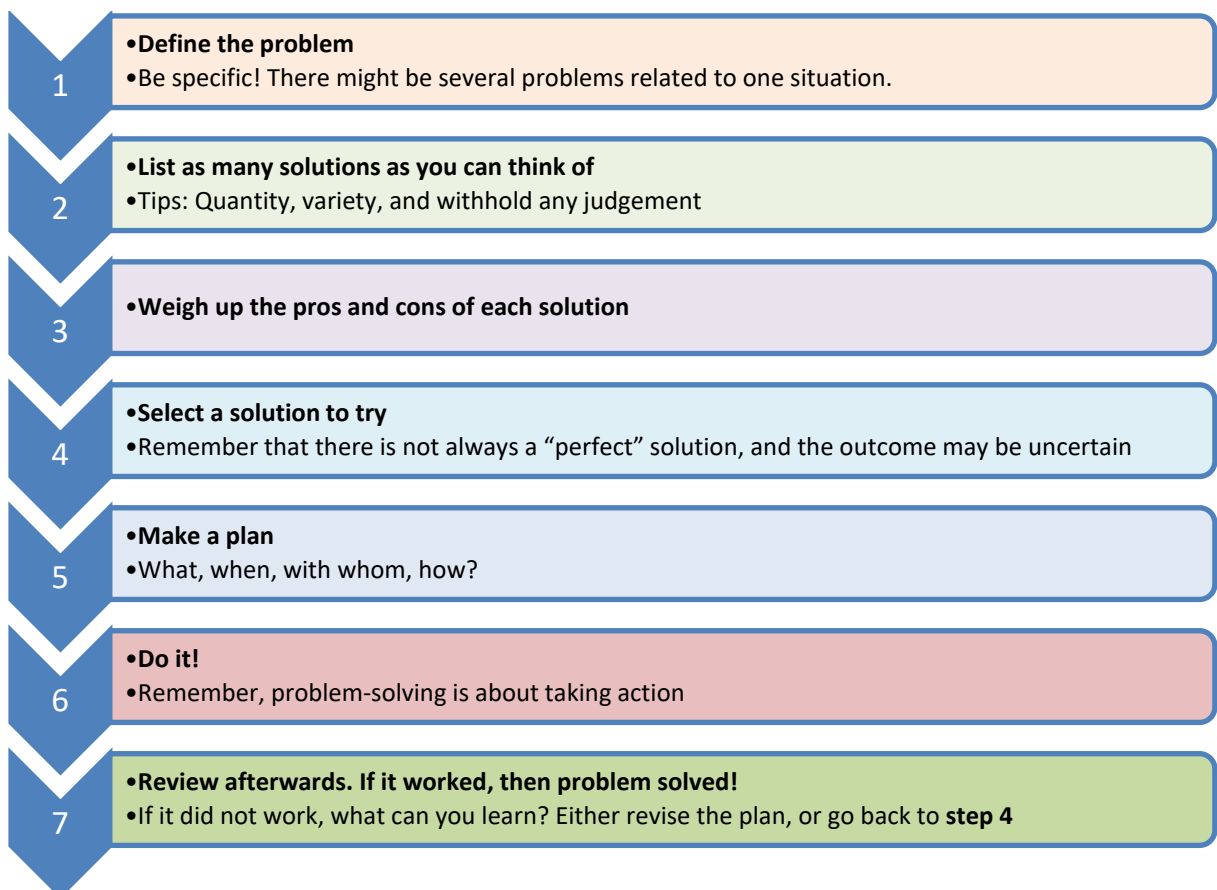 1
•Define the problem
•Be specific! There might be several problems related to one situation.
2
•List as many solutions as you can think of
•Tips: Quantity, variety, and withhold any judgement
3
•Weigh up the pros and cons of each solution
4
•Select a solution to try
•Remember that there is not always a “perfect” solution, and the outcome may be uncertain
5
•Make a plan
•What, when, with whom, how?
6
•Do it!
•Remember, problem-solving is about taking action
7
•Review afterwards. If it worked, then problem solved!
•If it did not work, what can you learn? Either revise the plan, or go back to step 4